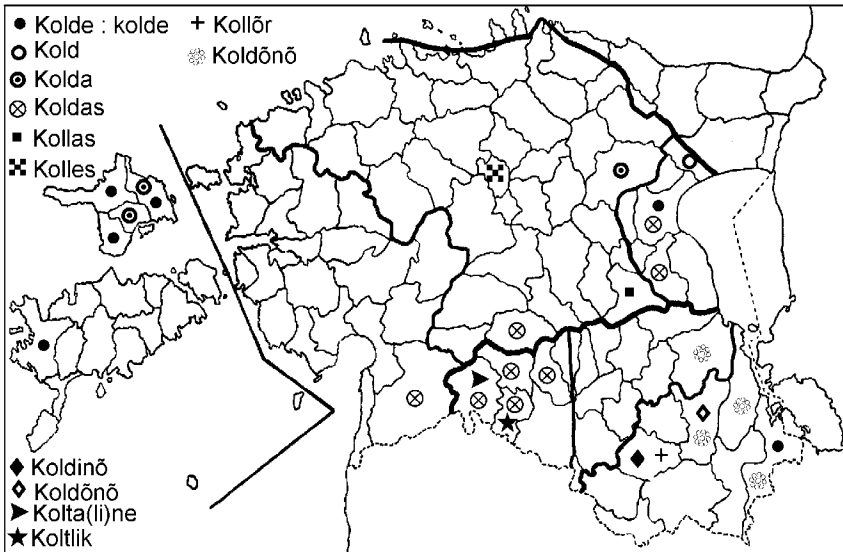 Kolde : kolde
Kold
Kolda
Koldas
Kollas
Kolles
Kollõr
Koldõnõ
Koldinõ
Koldõnõ
Kolta(li)ne
Koltlik